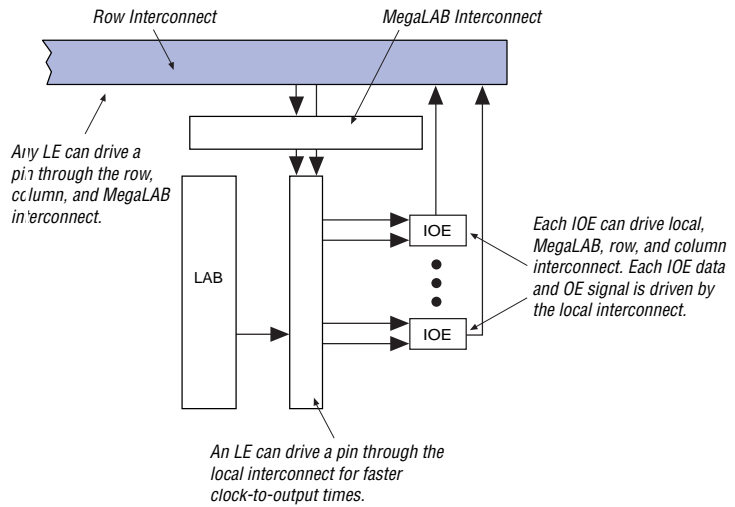 Row Interconnect
MegaLAB Interconnect
Any LE can drive a
pin through the row,
column, and MegaLAB
interconnect.
LAB
IOE
IOE
Each IOE can drive local,
MegaLAB, row, and column
interconnect. Each IOE data
and OE signal is driven by
the local interconnect.
An LE can drive a pin through the
local interconnect for faster
clock-to-output times.